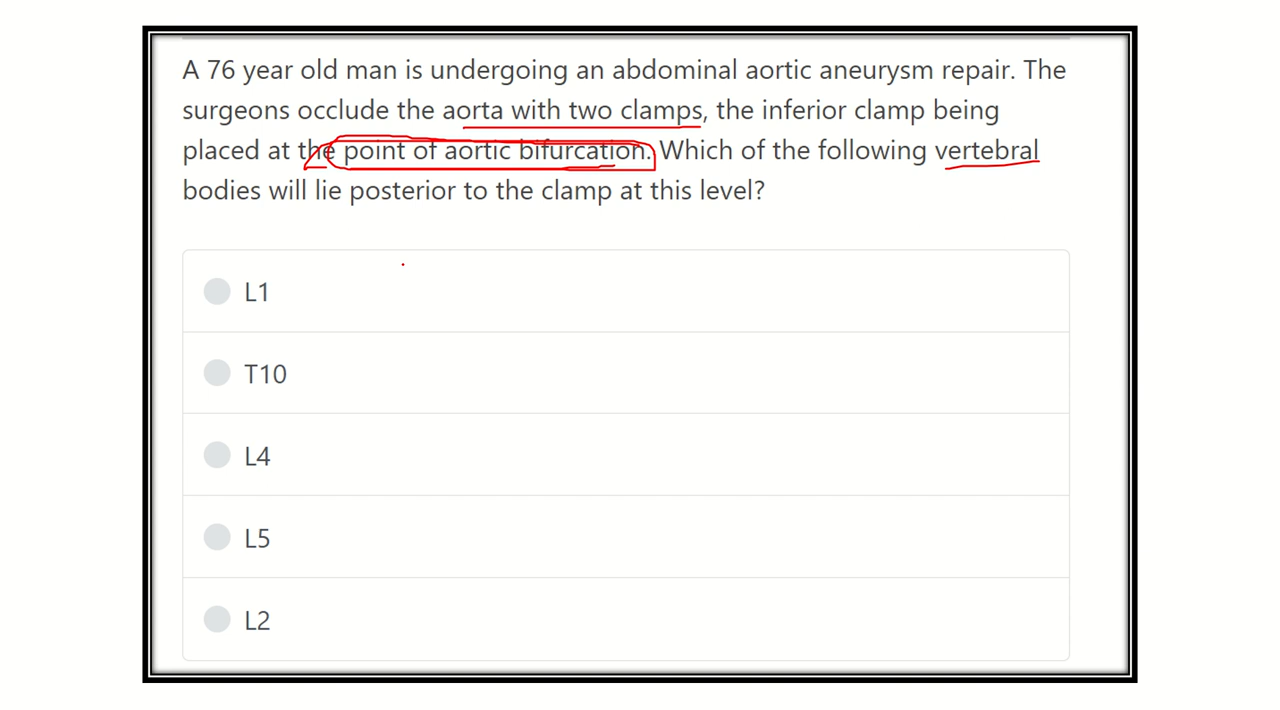 A 76 year old man is undergoing an abdominal aortic aneurysm repair. The
surgeons occlude the aorta with two clamps, the inferior clamp being
placed at the point of aortic bifurcation. Which of the following vertebral
bodies will lie posterior to the clamp at this level?
L1
T10
L4
L5
L2